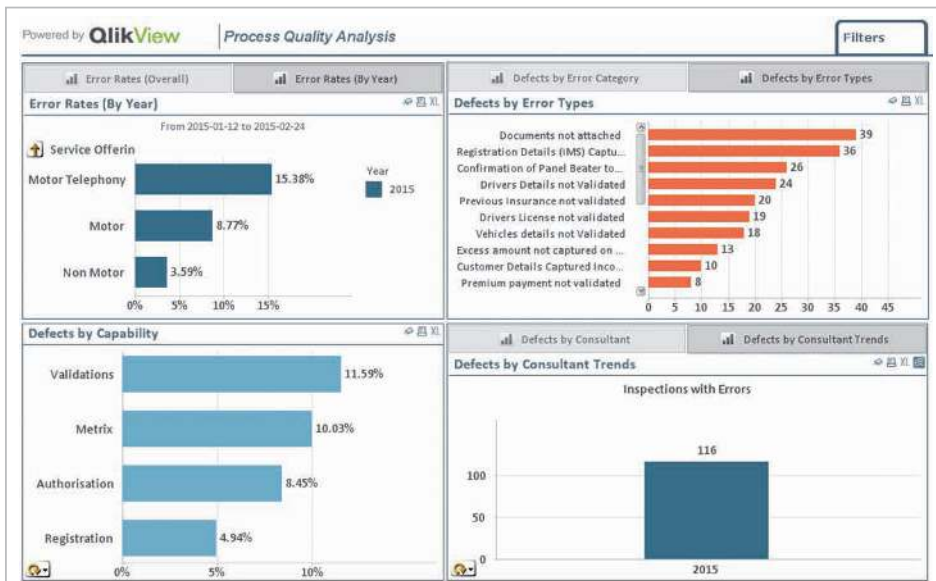 Powered by QlikView
Process Quality Analysis
Filters
Error Rates (Overall)
Error Rates (By Year)
Error Rates (By Year)
XL
From 2015-01-12 to 2015-02-24
Service Offerin
Motor Telephony
15.38%
Motor
8.77%
Non Motor
3.59%
0% 5% 10% 15%
Year
2015
Defects by Error Category
Defects by Error Types
Defects by Error Types
XL
Documents not attached 39
Registration Details (IMS) Captu... 36
Confirmation of Panel Beater to... 26
Drivers Details not Validated 24
Previous Insurance not validated 20
Drivers License not validated 19
Vehicles details not Validated 18
Excess amount not captured on ... 13
Customer Details Captured Inco... 10
Premium payment not validated 8
0 5 10 15 20 25 30 35 40 45
Defects by Capability
XL
Validations 11.59%
Metrix 10.03%
Authorisation 8.45%
Registration 4.94%
0% 5% 10%
Defects by Consultant
Defects by Consultant Trends
Defects by Consultant Trends
XL
Inspections with Errors
116
100
50
0
2015